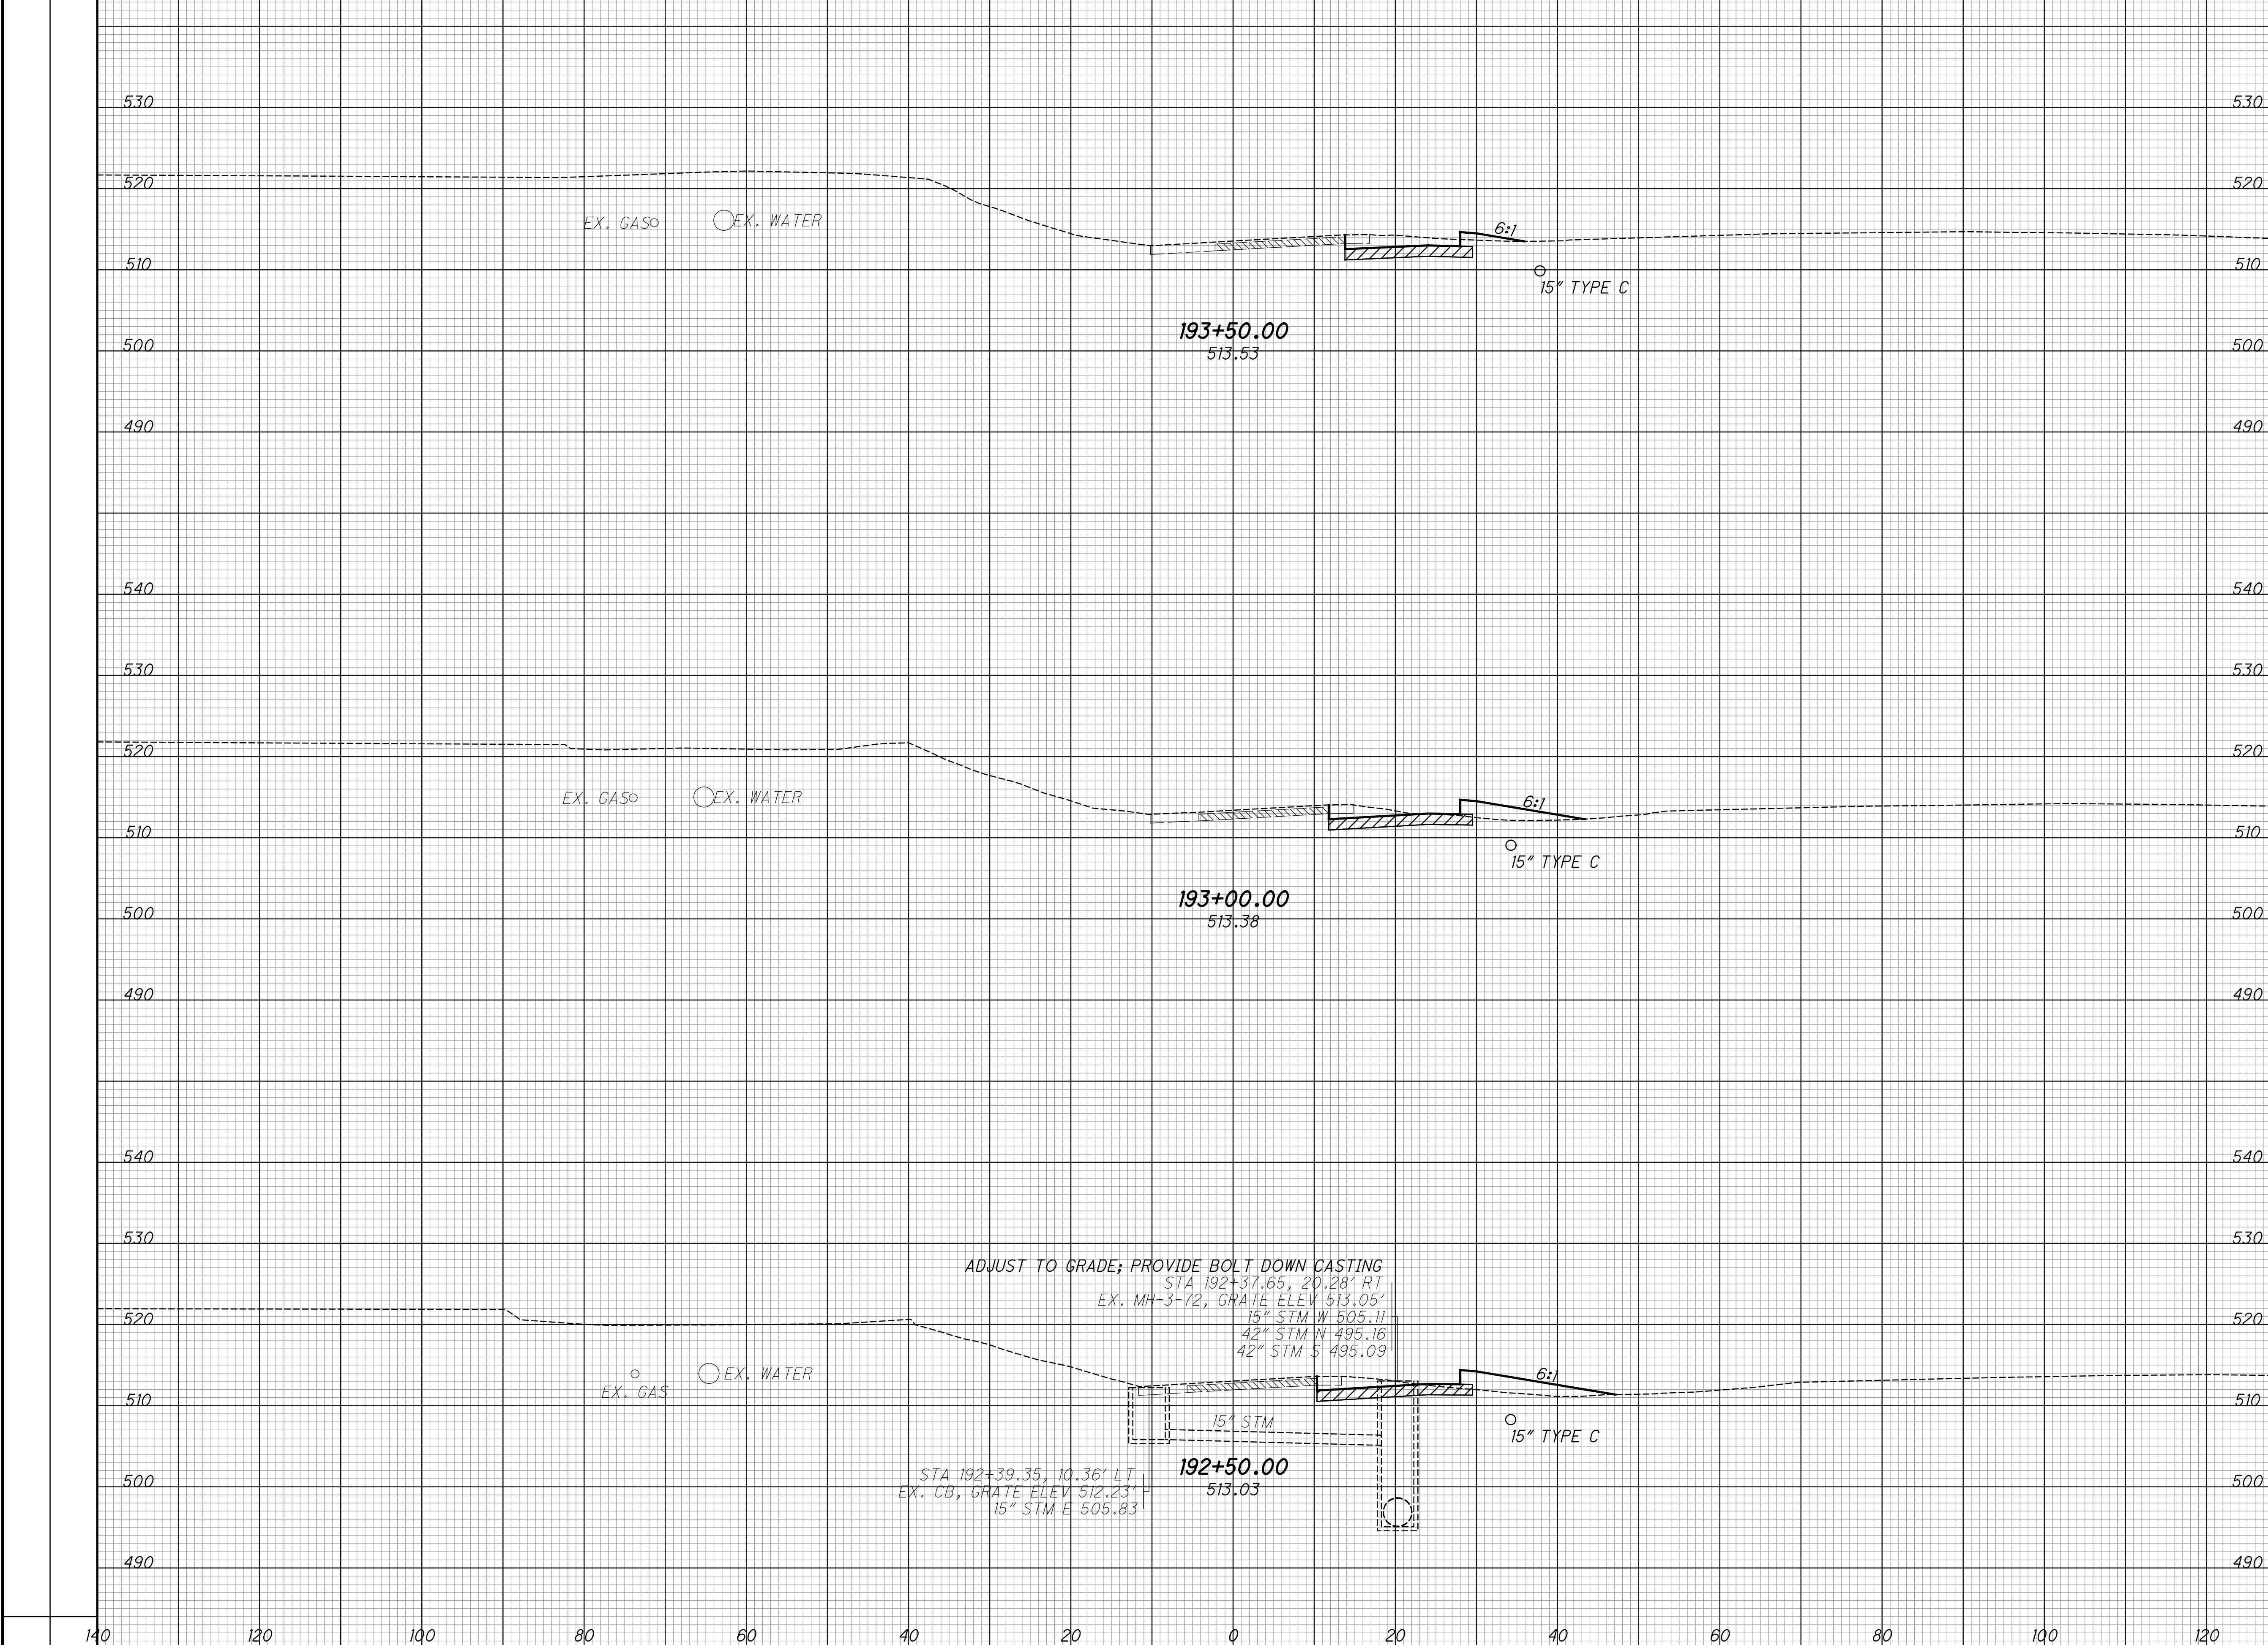 530 530
520 520
EX. GAS EX. WATER 6:1
510 510
15" TYPE C
193+50.00
500 500
513.53
490 490
540 540
530 530
520 520
EX. GAS EX. WATER 6:1
510 510
15" TYPE C
193+00.00
500 500
513.38
490 490
540 540
530 530
ADJUST TO GRADE; PROVIDE BOLT DOWN CASTING
STA 192+37.65, 20.28' RT
EX. MH-3-72, GRATE ELEV 513.05'
15" STM W 505.11
520 520
42" STM N 495.16
42" STM S 495.09
EX. WATER 6:1
EX. GAS
510 510
15" STM
15" TYPE C
192+50.00
STA 192+39.35, 10.36' LT
500 500
513.03
EX. CB, GRATE ELEV 512.23'
15" STM E 505.83
490 490
140 120 100 80 60 40 20 0 20 40 60 80 100 120